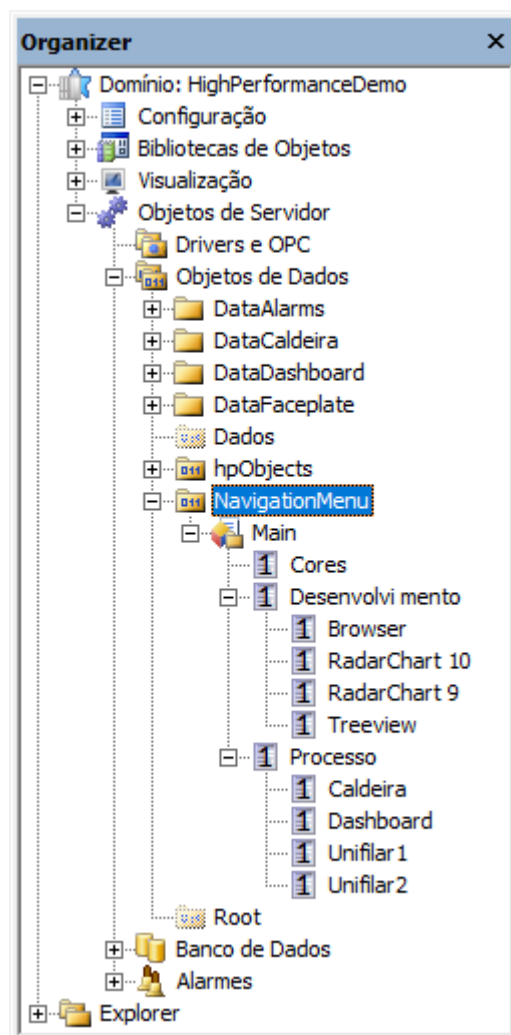 Organizer
Domínio: HighPerformanceDemo
Configuração
Bibliotecas de Objetos
Visualização
Objetos de Servidor
Drivers e OPC
Objetos de Dados
DataAlarms
DataCaldeira
DataDashboard
DataFaceplate
Dados
hpObjects
NavigationMenu
Main
Cores
Desenvolvi mento
Browser
RadarChart 10
RadarChart 9
Treeview
Processo
Caldeira
Dashboard
Unifilar1
Unifilar2
Root
Banco de Dados
Alarmes
Explorer